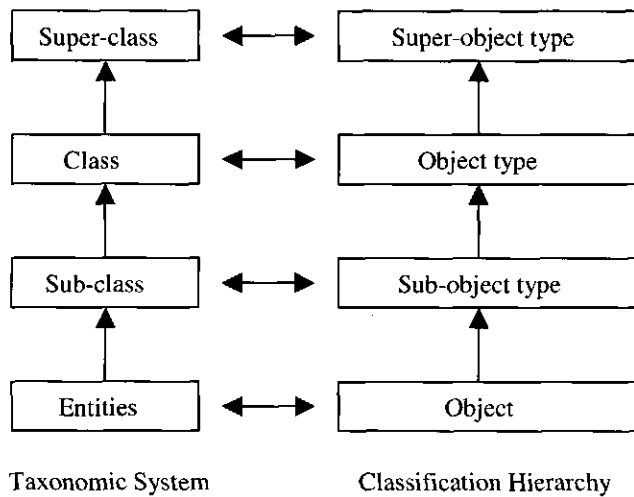 Super-class
Super-object type
Class
Object type
Sub-class
Sub-object type
Entities
Object
Taxonomic System
Classification Hierarchy